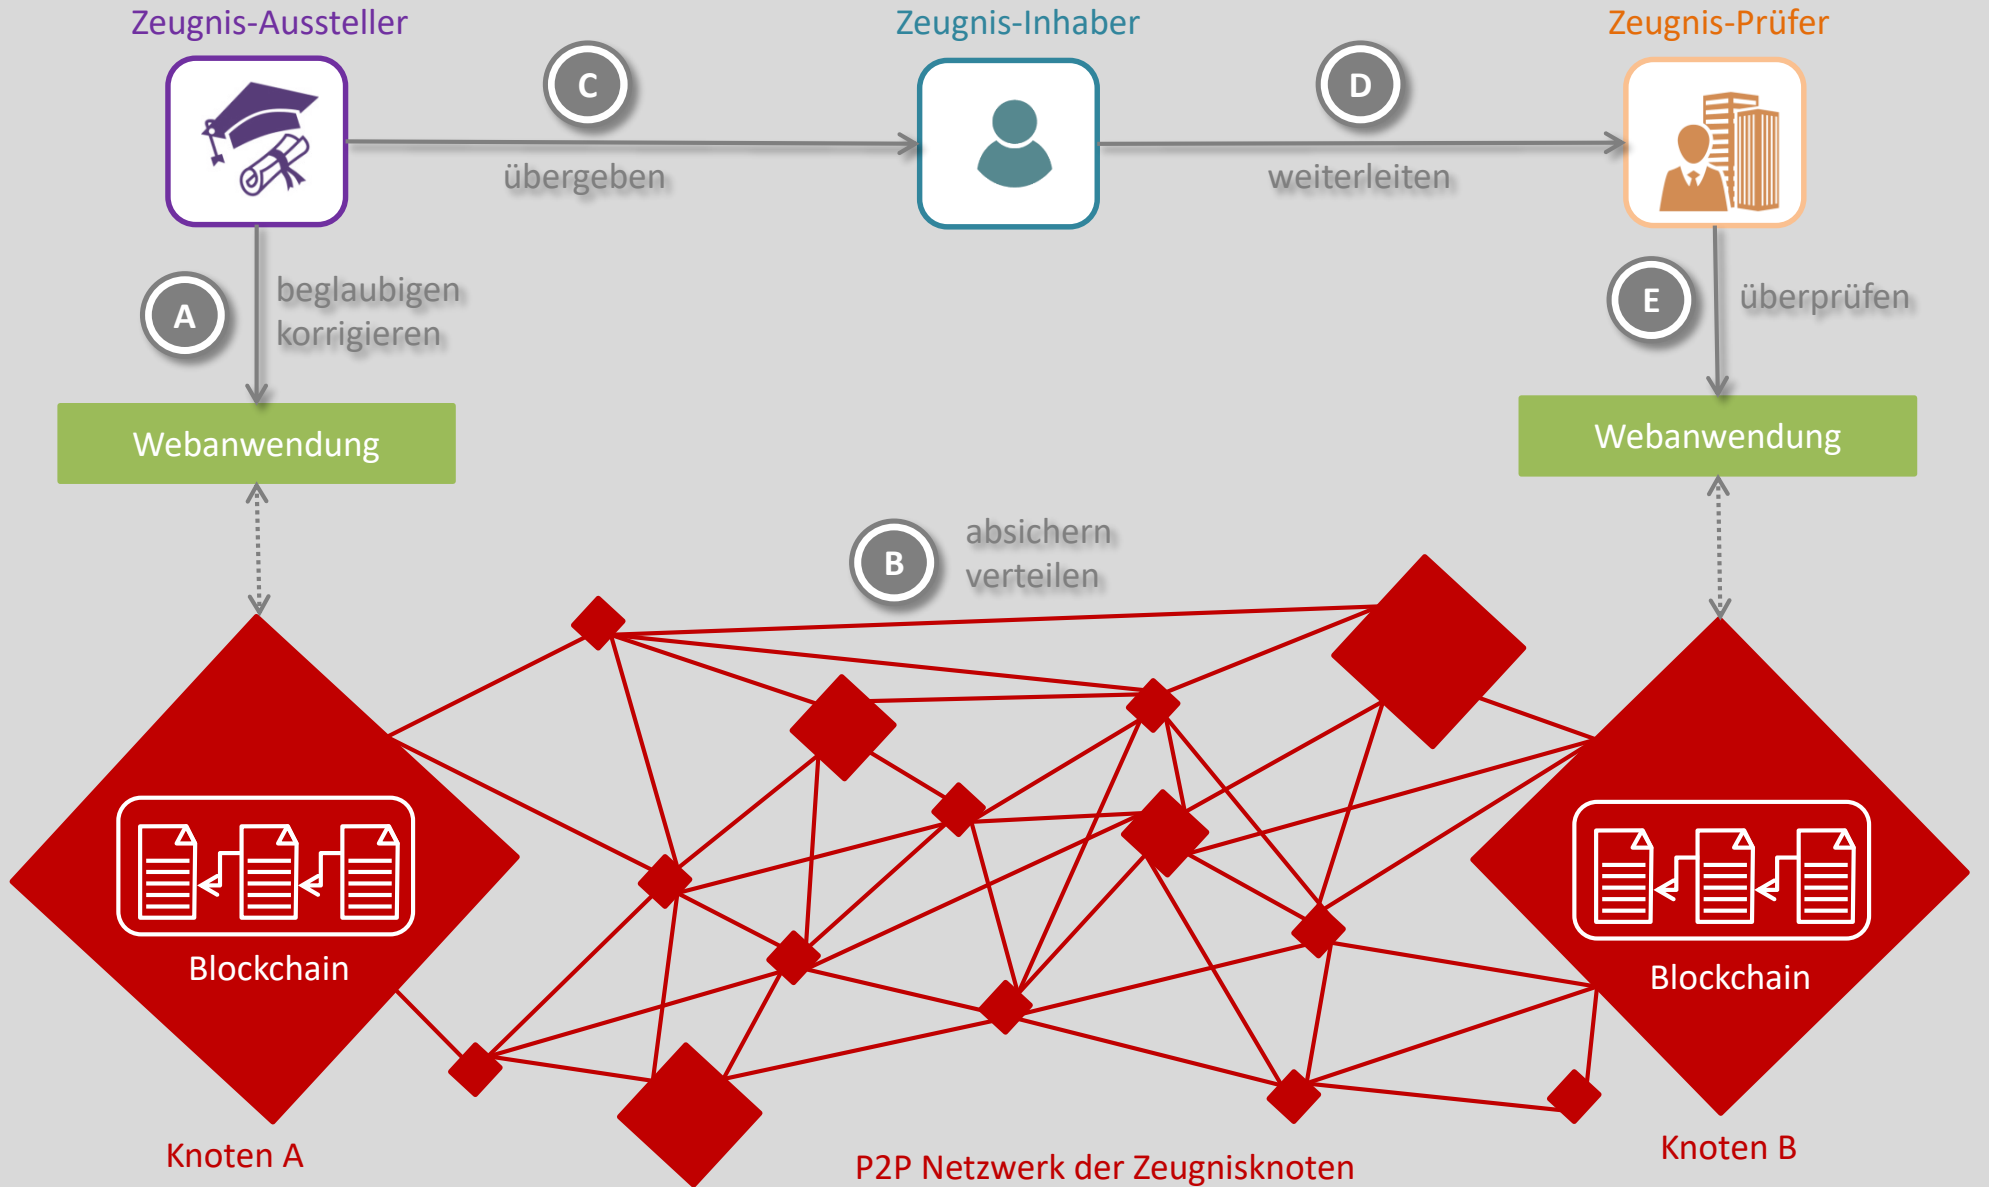 Zeugnis-Aussteller
Zeugnis-Inhaber
Zeugnis-Prüfer
C
D
übergeben
weiterleiten
A
beglaubigen
korrigieren
E
überprüfen
Webanwendung
Webanwendung
B
absichern
verteilen
Blockchain
Blockchain
Knoten A
P2P Netzwerk der Zeugnisknoten
Knoten B